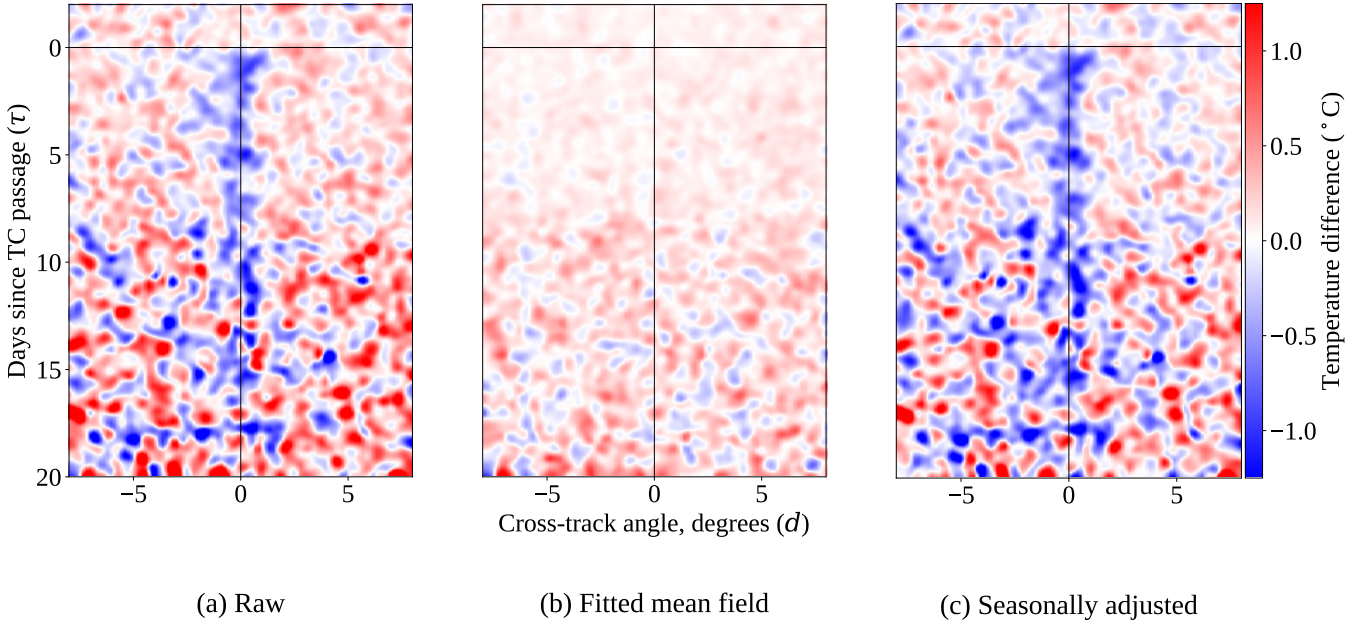 0
5
10
15
20
Days since TC passage (τ)
−5 0 5
−5 0 5
−5 0 5
Cross-track angle, degrees (d)
1.0
0.5
0.0
−0.5
−1.0
Temperature difference (°C)
(a) Raw
(b) Fitted mean field
(c) Seasonally adjusted